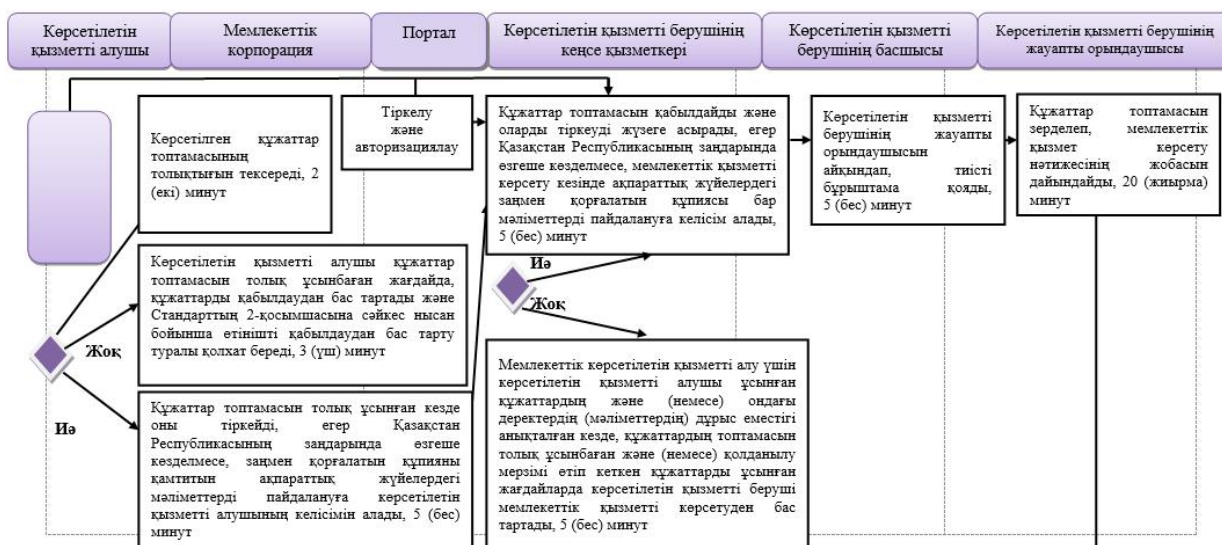 Көрсетілетін
қызметті алушы
Мемлекеттік
корпорация
Портал
Көрсетілетін қызметті берушінің
кеңсе қызметкері
Көрсетілетін қызметті
берушінің басшысы
Көрсетілетін қызметті берушінің
жауапты орындаушысы
Көрсетілген құжаттар
топтамасының
толықтығын тексереді, 2
(екі) минут
Тіркелу
және
авторизациялау
Құжаттар топтамасын қабылдайды және
оларды тіркеуді жүзеге асырады, егер
Қазақстан Республикасының заңдарында
өзгеше көзделмесе, мемлекеттік қызметті
көрсету кезінде ақпараттық жүйелердегі
заңмен қорғалатын құпиясы бар
мәліметтерді пайдалануға келісім алады,
5 (бес) минут
Көрсетілетін қызметті
берушінің жауапты
орындаушысын
айқындап, тиісті
бұрыштама қояды,
5 (бес) минут
Құжаттар топтамасын
зерделеп, мемлекеттік
қызмет көрсету
нәтижесінің жобасын
дайындайды, 20 (жиырма)
минут
Көрсетілетін қызметті алушы құжаттар
топтамасын толық ұсынбаған жағдайда,
құжаттарды қабылдаудан бас тартады және
Стандарттың 2-қосымшасына сәйкес нысан
бойынша өтінішті қабылдаудан бас тарту
туралы қолхат береді, 3 (үш) минут
Иә
Жоқ
Жоқ
Иә
Құжаттар топтамасын толық ұсынған кезде
оны тіркейді, егер Қазақстан
Республикасының заңдарында өзгеше
көзделмесе, заңмен қорғалатын құпияны
қамтитын ақпараттық жүйелердегі
мәліметтерді пайдалануға көрсетілетін
қызметті алушының келісімін алады, 5 (бес)
минут
Мемлекеттік көрсетілетін қызметті алу үшін
көрсетілетін қызметті алушы ұсынған
құжаттардың және (немесе) ондағы
деректердің (мәліметтердің) дұрыс еместігі
анықталған кезде, құжаттардың топтамасын
толық ұсынбаған және (немесе) қолданылу
мерзімі өтіп кеткен құжаттарды ұсынған
жағдайларда көрсетілетін қызметті беруші
мемлекеттік қызметті көрсетуден бас
тартады, 5 (бес) минут